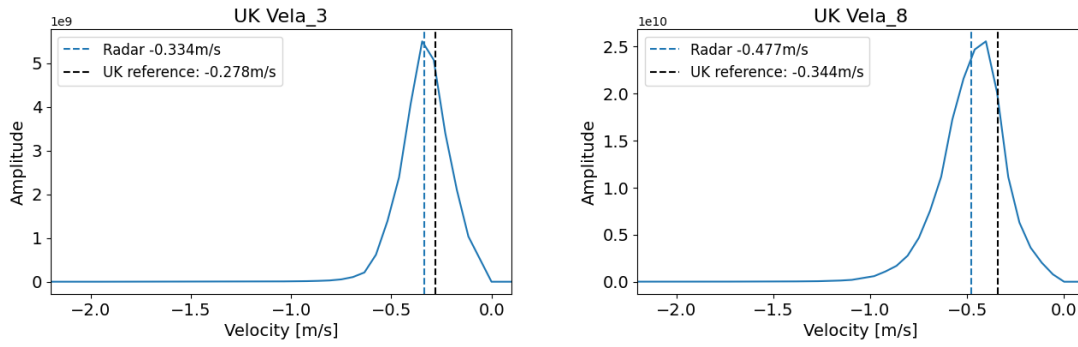 UK Vela_3
1e9
Radar -0.334m/s
UK reference: -0.278m/s
5
4
3
2
1
0
Amplitude
−2.0 −1.5 −1.0 −0.5 0.0
Velocity [m/s]
UK Vela_8
1e10
Radar -0.477m/s
UK reference: -0.344m/s
2.5
2.0
1.5
1.0
0.5
0.0
Amplitude
−2.0 −1.5 −1.0 −0.5 0.0
Velocity [m/s]